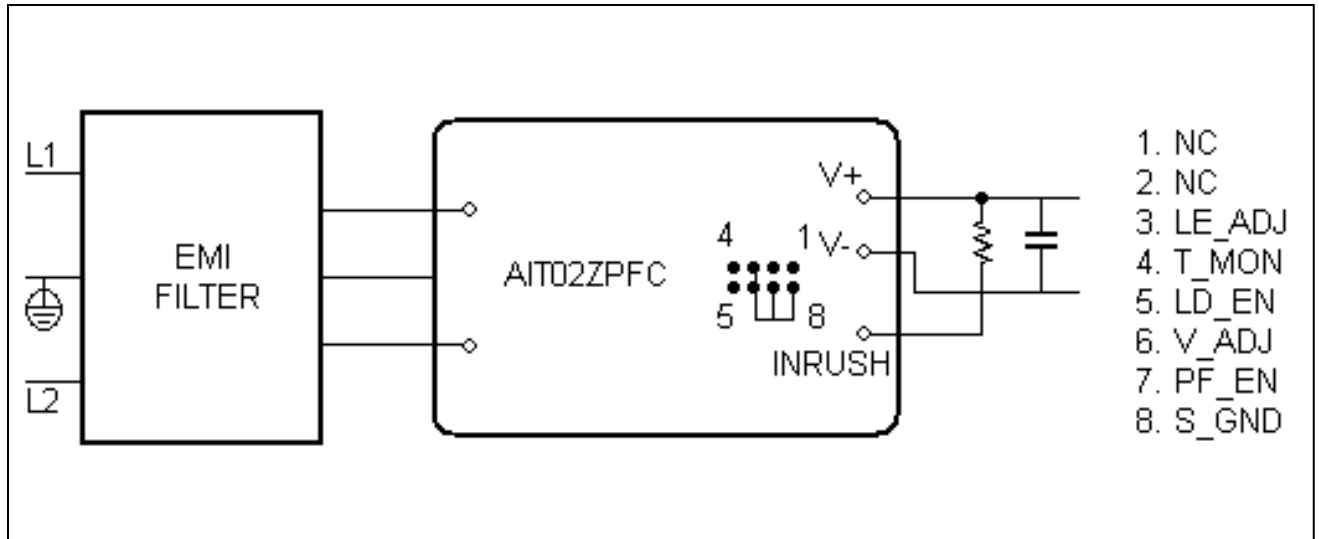 L1
L2
EMI
FILTER
AIT02ZPFC
4
1
5
8
V+
V-
INRUSH
1. NC
2. NC
3. LE_ADJ
4. T_MON
5. LD_EN
6. V_ADJ
7. PF_EN
8. S_GND